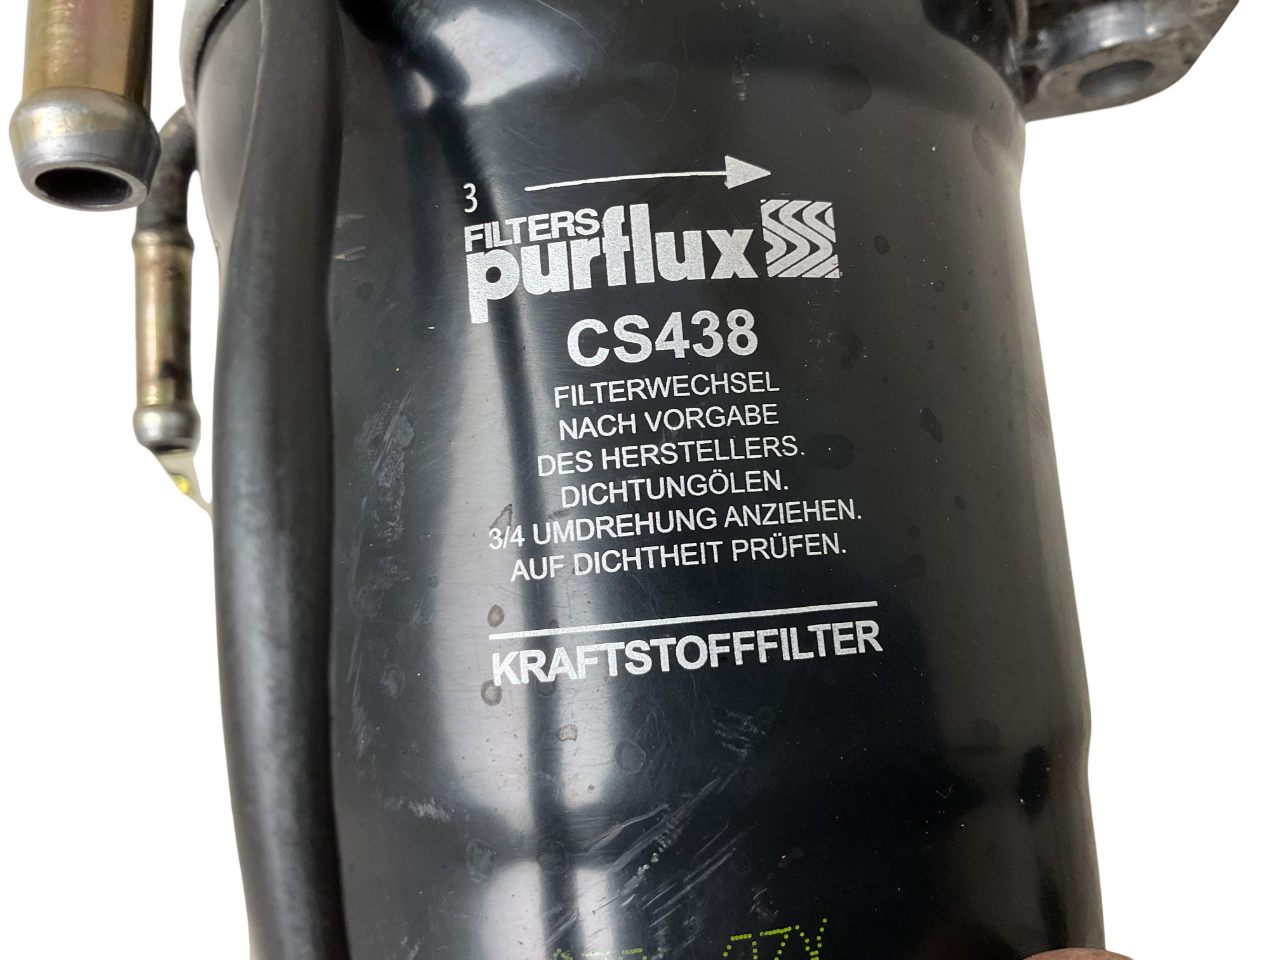 3
FILTERS
purflux
CS438
FILTERWECHSEL
NACH VORGABE
DES HERSTELLERS.
DICHTUNGÖLEN.
3/4 UMDREHUNG ANZIEHEN.
AUF DICHTHEIT PRÜFEN.
KRAFTSTOFFFILTER